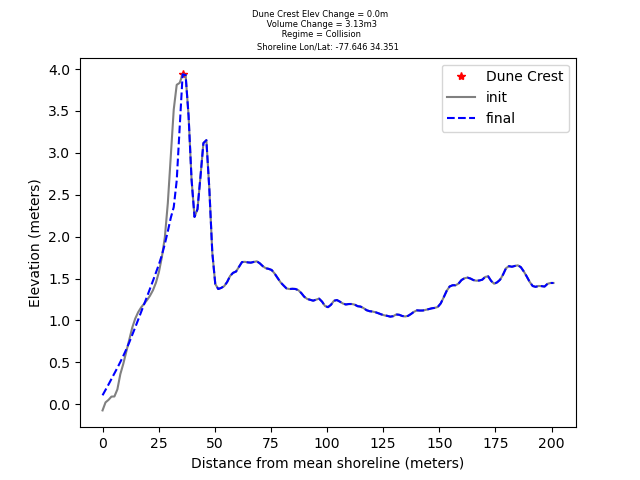 Dune Crest Elev Change = 0.0m
Volume Change = 3.13m3
Regime = Collision
Shoreline Lon/Lat: -77.646 34.351
Dune Crest
init
final
Elevation (meters)
4.0
3.5
3.0
2.5
2.0
1.5
1.0
0.5
0.0
0 25 50 75 100 125 150 175 200
Distance from mean shoreline (meters)